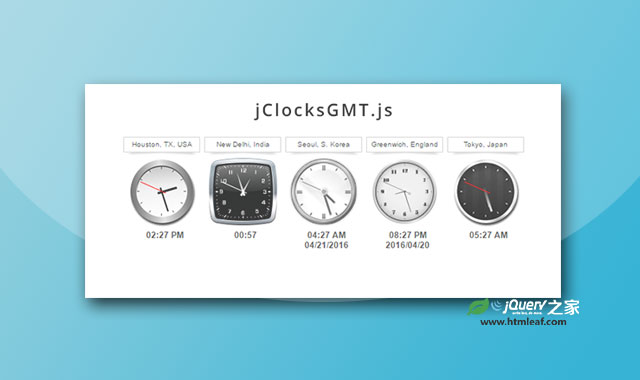 jClocksGMT.js
Houston, TX, USA
New Delhi, India
Seoul, S. Korea
Greenwich, England
Tokyo, Japan
02:27 PM
00:57
04:27 AM
04/21/2016
08:27 PM
2016/04/20
05:27 AM
jQuery之家
www.htmleaf.com